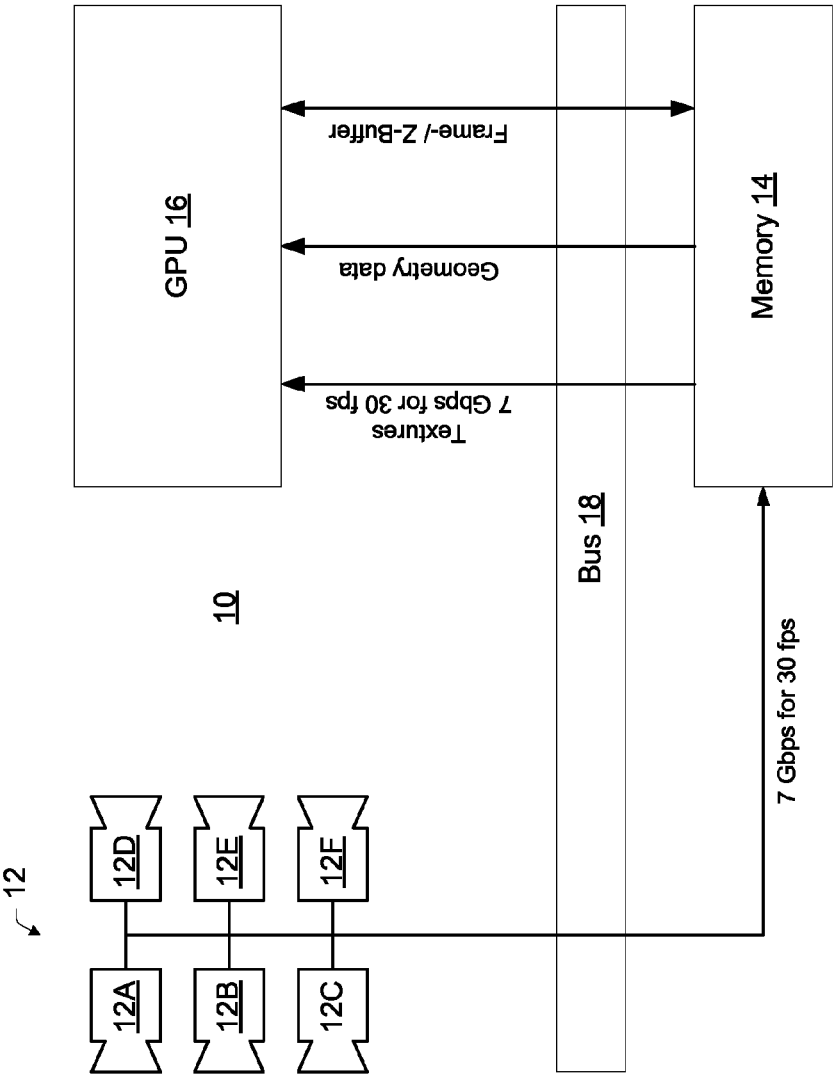 12
12A
12B
12C
12D
12E
12F
10
GPU 16
Textures
7 Gbps for 30 fps
Geometry data
Frame-/Z-Buffer
Bus 18
Memory 14
7 Gbps for 30 fps